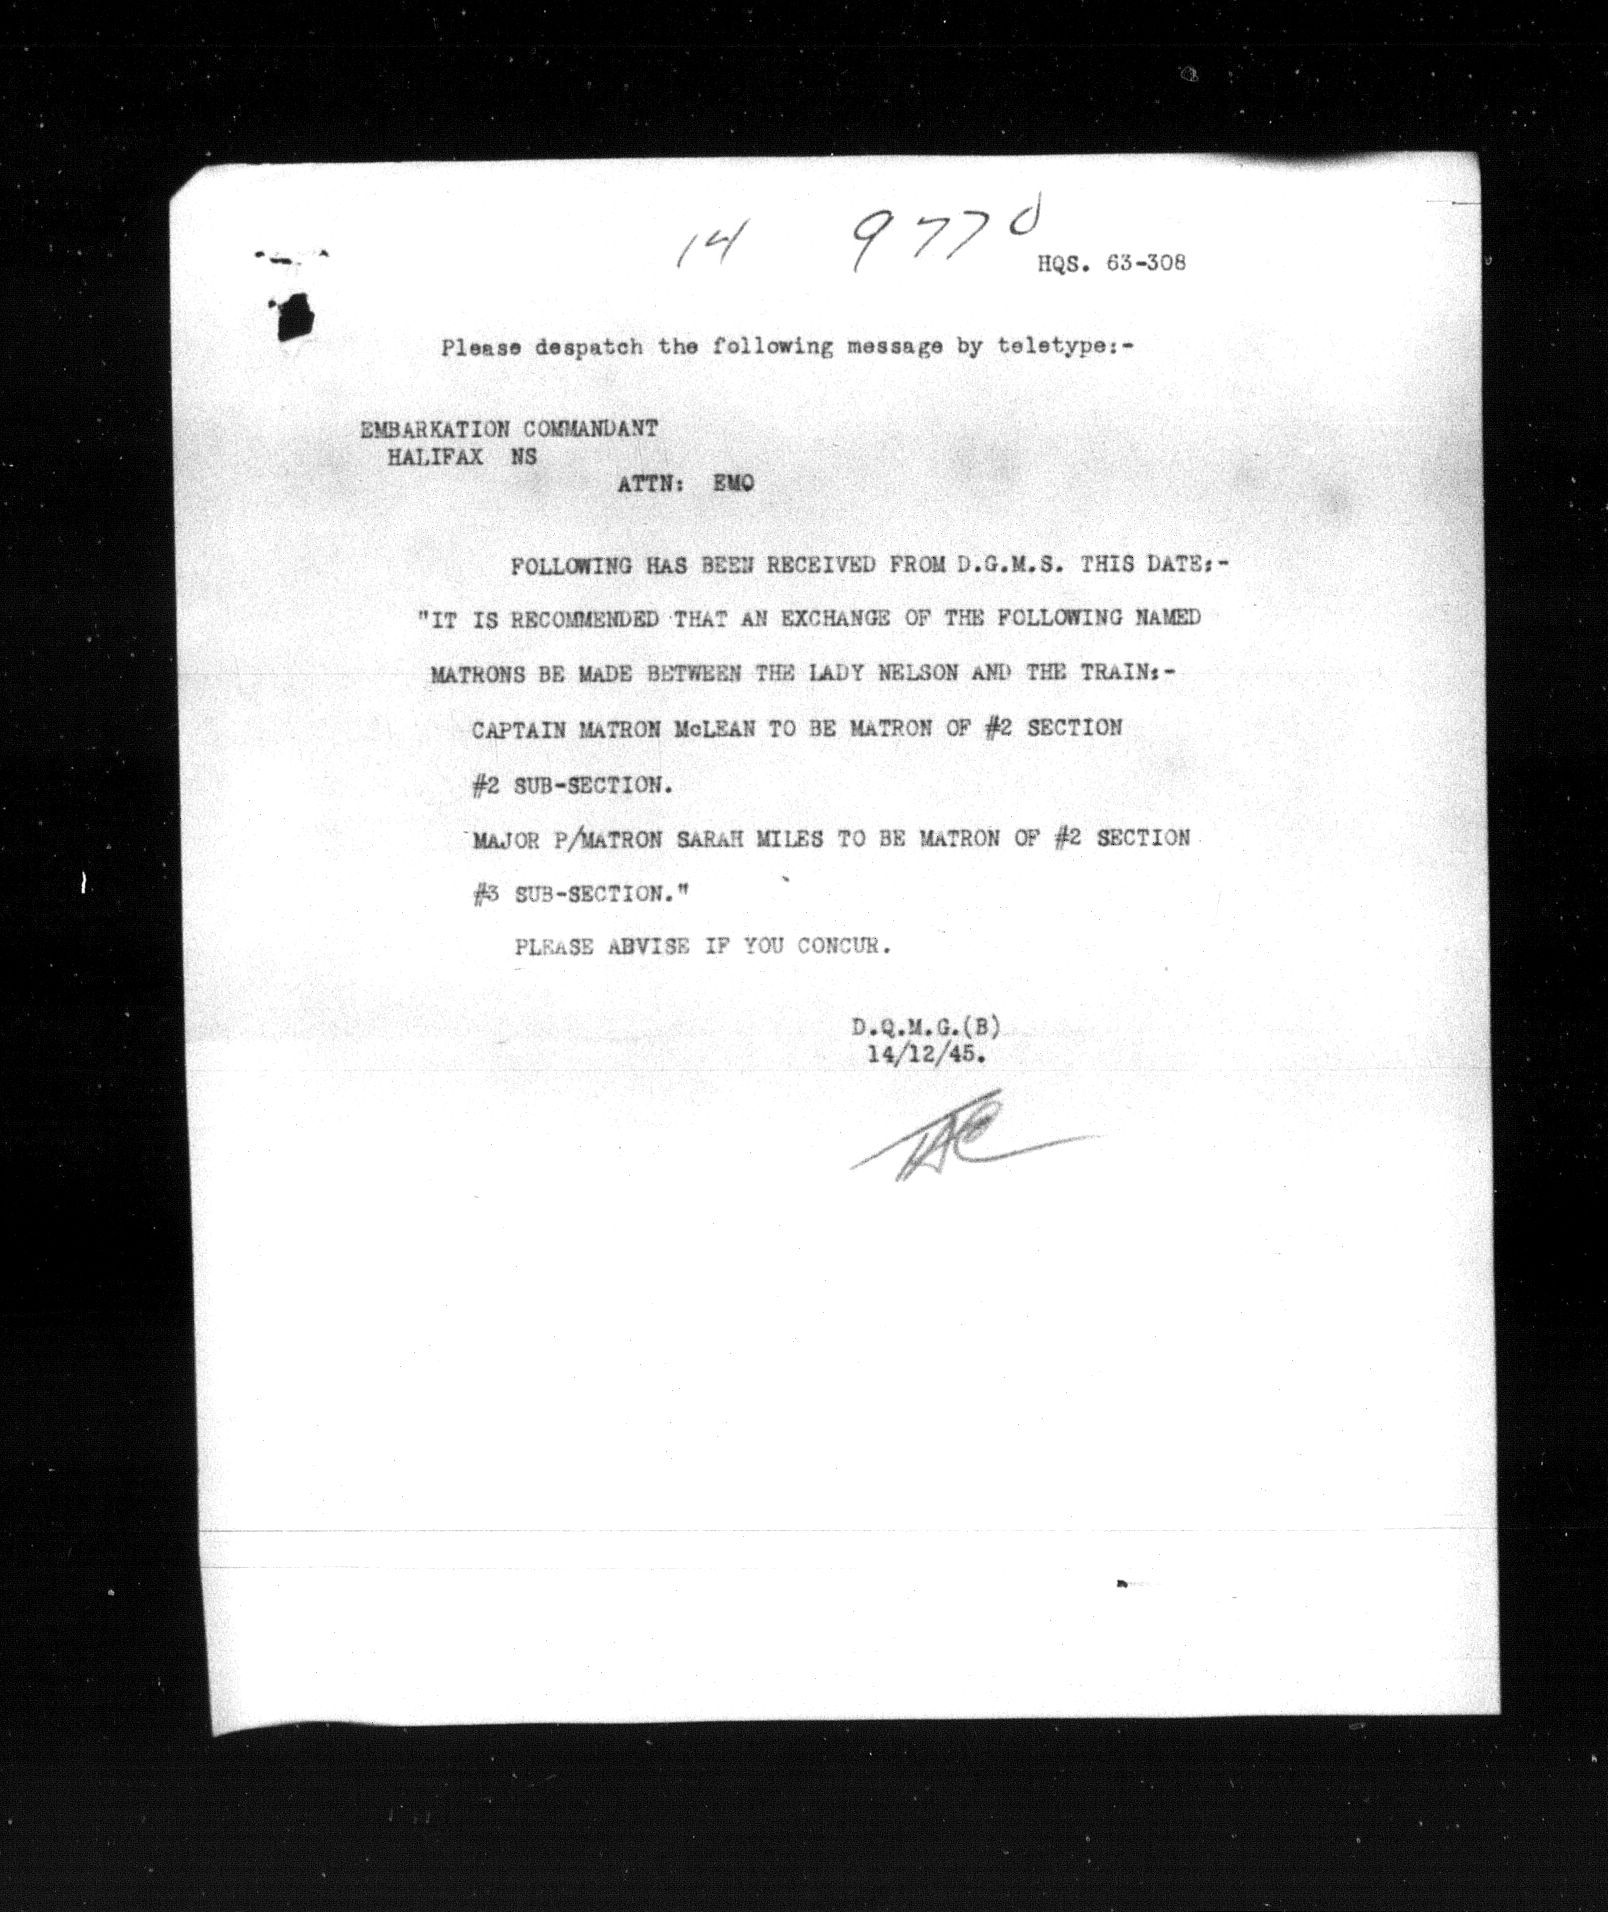 14 9770
HQS. 63-308
Please despatch the following message by teletype:-
EMBARKATION COMMANDANT
HALIFAX NS
ATTN: EMO
FOLLOWING HAS BEEN RECEIVED FROM D.G.M.S. THIS DATE:-
"IT IS RECOMMENDED THAT AN EXCHANGE OF THE FOLLOWING NAMED
MATRONS BE MADE BETWEEN THE LADY NELSON AND THE TRAIN:-
CAPTAIN MATRON McLEAN TO BE MATRON OF #2 SECTION
#2 SUB-SECTION.
MAJOR P/MATRON SARAH MILES TO BE MATRON OF #2 SECTION
#3 SUB-SECTION."
PLEASE ABVISE IF YOU CONCUR.
D.Q.M.G.(B)
14/12/45.